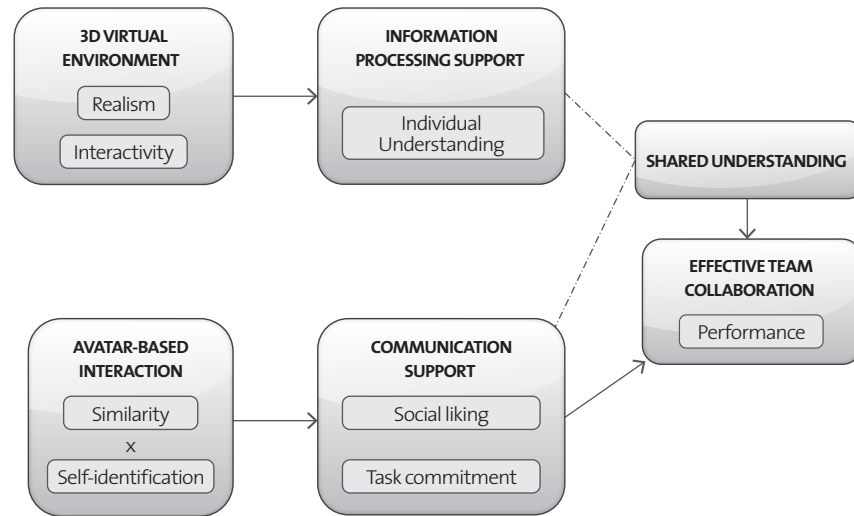 3D VIRTUAL
ENVIRONMENT
Realism
Interactivity
INFORMATION
PROCESSING SUPPORT
Individual
Understanding
SHARED UNDERSTANDING
EFFECTIVE TEAM
COLLABORATION
Performance
AVATAR-BASED
INTERACTION
Similarity
x
Self-identification
COMMUNICATION
SUPPORT
Social liking
Task commitment